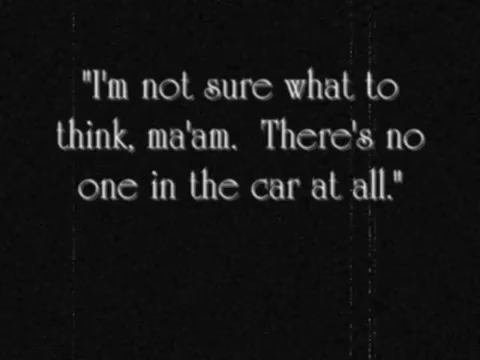 "I'm not sure what to
think, ma'am.  There's no
one in the car at all."